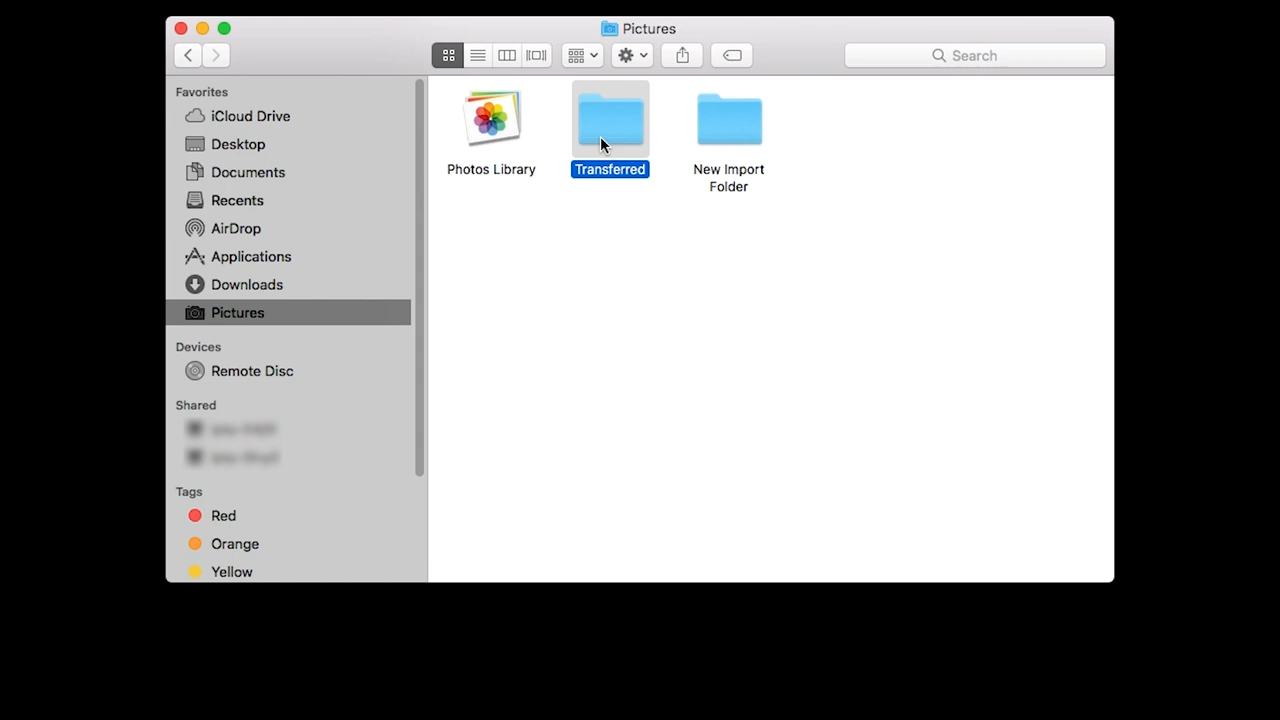 Pictures
Search
Favorites
iCloud Drive
Desktop
Documents
Recents
AirDrop
Applications
Downloads
Pictures
Devices
Remote Disc
Shared
Tags
Red
Orange
Yellow
Photos Library
Transferred
New Import
Folder